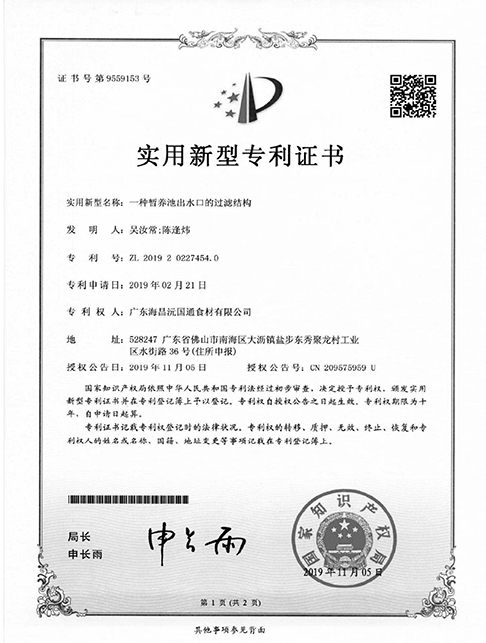 证书号第9559153号
实用新型专利证书
实用新型名称：一种暂养池出水口的过滤结构
发 明 人：吴汝常;陈逢炜
专 利 号：ZL 2019 2 0227454.0
专利申请日：2019年02月21日
专 利 权 人：广东海昌沅国通食材有限公司
地 址：528247 广东省佛山市南海区大沥镇盐步东秀聚龙村工业
区水街路36号(住所申报)
授权公告日：2019年11月05日 授权公告号：CN 209575959 U
国家知识产权局依照中华人民共和国专利法经过初步审查，决定授予专利权，颁发实用
新型专利证书并在专利登记簿上予以登记。专利权自授权公告之日起生效。专利权期限为十
年，自申请日起算。
专利证书记载专利权登记时的法律状况。专利权的转移、质押、无效、终止、恢复和专
利权人的姓名或名称、国籍、地址变更等事项记载在专利登记簿上。
局长
申长雨
申长雨
国家知识产权局
2019年11月05日
第 1 页 (共 2 页)
其他事项参见背面